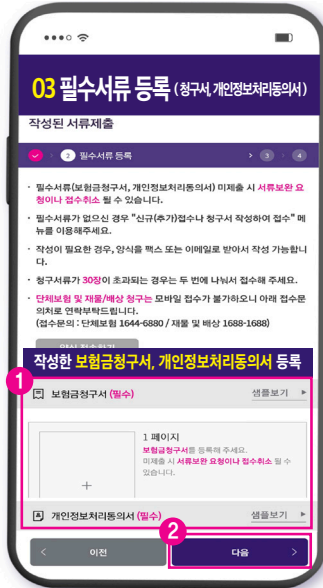 03 필수서류 등록 (청구서, 개인정보처리동의서)
작성된 서류제출
2 필수서류 등록 > 3 4
· 필수서류(보험금청구서, 개인정보처리동의서) 미제출 시 서류보완 요
청이나 접수취소 될 수 있습니다.
· 필수서류가 없으신 경우 "신규(추가)접수나 청구서 작성하여 접수" 메
뉴를 이용해주세요.
· 작성이 필요한 경우, 양식을 팩스 또는 이메일로 받아서 작성 가능합니
다.
· 청구서류가 30장이 초과되는 경우는 두 번에 나눠서 접수해 주세요.
· 단체보험 및 재물/배상 청구는 모바일 접수가 불가하오니 아래 접수문
의처로 연락부탁드립니다.
(접수문의 : 단체보험 1644-6880 / 재물 및 배상 1688-1688)
작성한 보험금청구서, 개인정보처리동의서 등록
1
보험금청구서 (필수) 샘플보기
1 페이지
보험금청구서를 등록해 주세요.
미제출 시 서류보완 요청이나 접수취소 될 수
있습니다.
+
개인정보처리동의서 (필수) 샘플보기
2
< 이전
다음 >